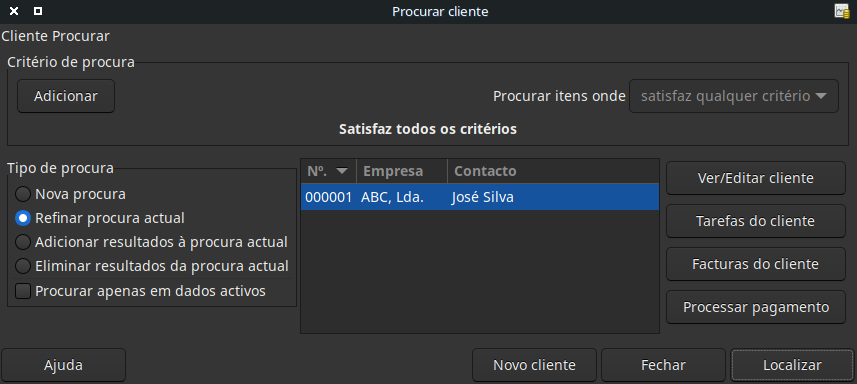 Procurar cliente
Cliente Procurar
Critério de procura
Adicionar
Procurar itens onde satisfaz qualquer critério
Satisfaz todos os critérios
Tipo de procura
Nova procura
Refinar procura actual
Adicionar resultados à procura actual
Eliminar resultados da procura actual
Procurar apenas em dados activos
Nº. Empresa Contacto
000001 ABC, Lda. José Silva
Ver/Editar cliente
Tarefas do cliente
Facturas do cliente
Processar pagamento
Ajuda
Novo cliente
Fechar
Localizar